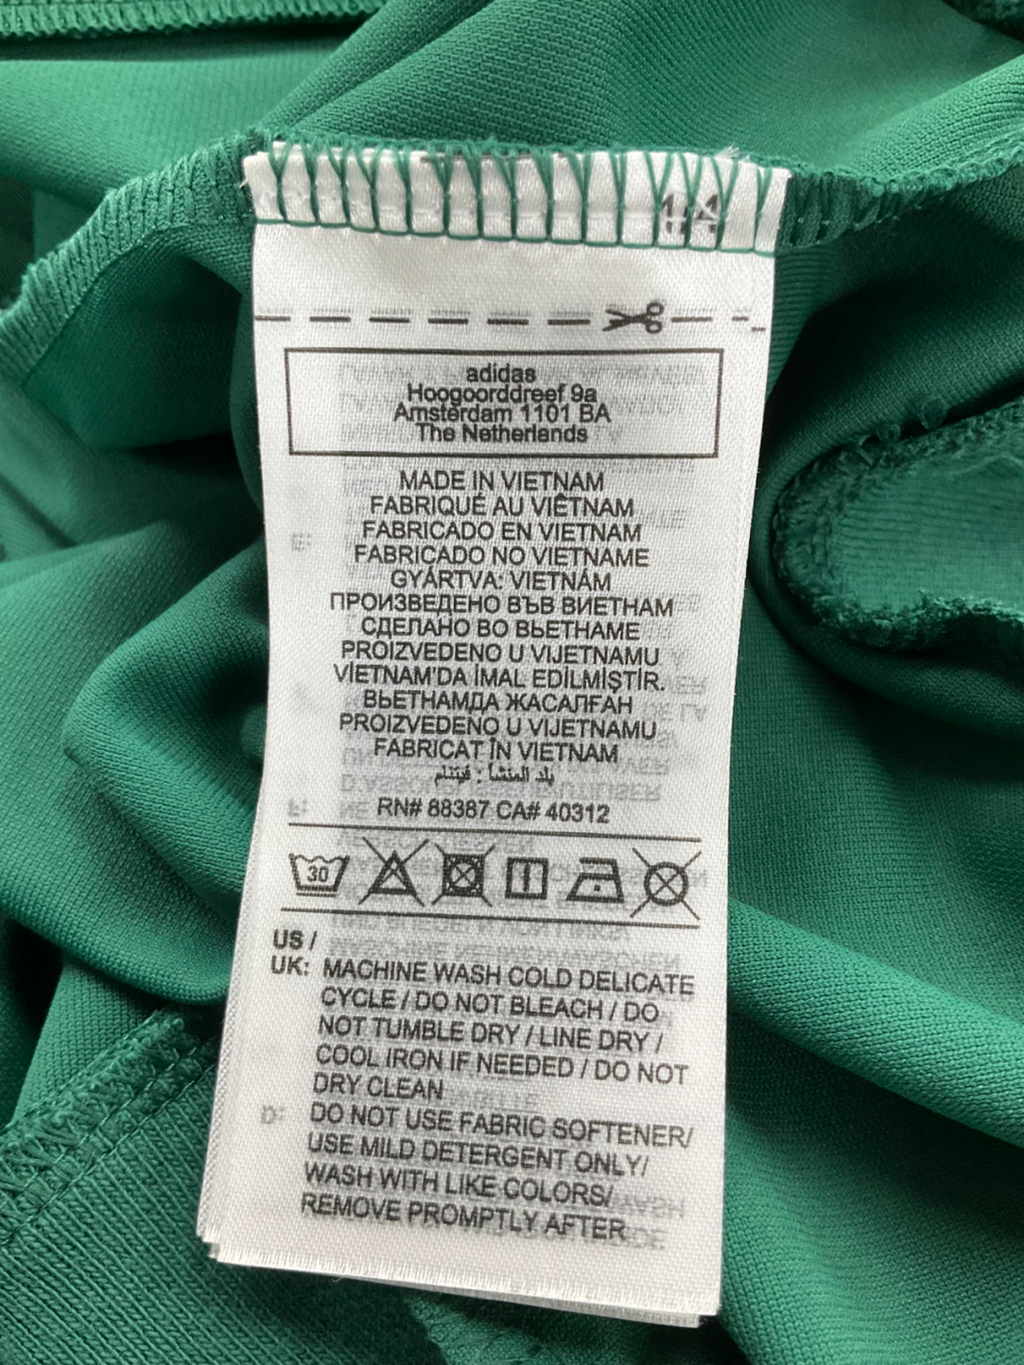 adidas
Hoogoorddreef 9a
Amsterdam 1101 BA
The Netherlands
MADE IN VIETNAM
FABRIQUÉ AU VIÊTNAM
FABRICADO EN VIETNAM
FABRICADO NO VIETNAME
GYÁRTVA: VIETNÁM
ПРОИЗВЕДЕНО ВЪВ ВИЕТНАМ
СДЕЛАНО ВО ВЬЕТНАМЕ
PROIZVEDENO U VIJETNAMU
VİETNAM'DA İMAL EDİLMİŞTİR.
ВЬЕТНАМДА ЖАСАЛҒАН
PROIZVEDENO U VIJETNAMU
FABRICAT ÎN VIETNAM
بلد المنشأ : فيتنام
RN# 88387 CA# 40312
30
US /
UK: MACHINE WASH COLD DELICATE
CYCLE / DO NOT BLEACH / DO
NOT TUMBLE DRY / LINE DRY /
COOL IRON IF NEEDED / DO NOT
DRY CLEAN
DO NOT USE FABRIC SOFTENER/
USE MILD DETERGENT ONLY/
WASH WITH LIKE COLORS/
REMOVE PROMPTLY AFTER